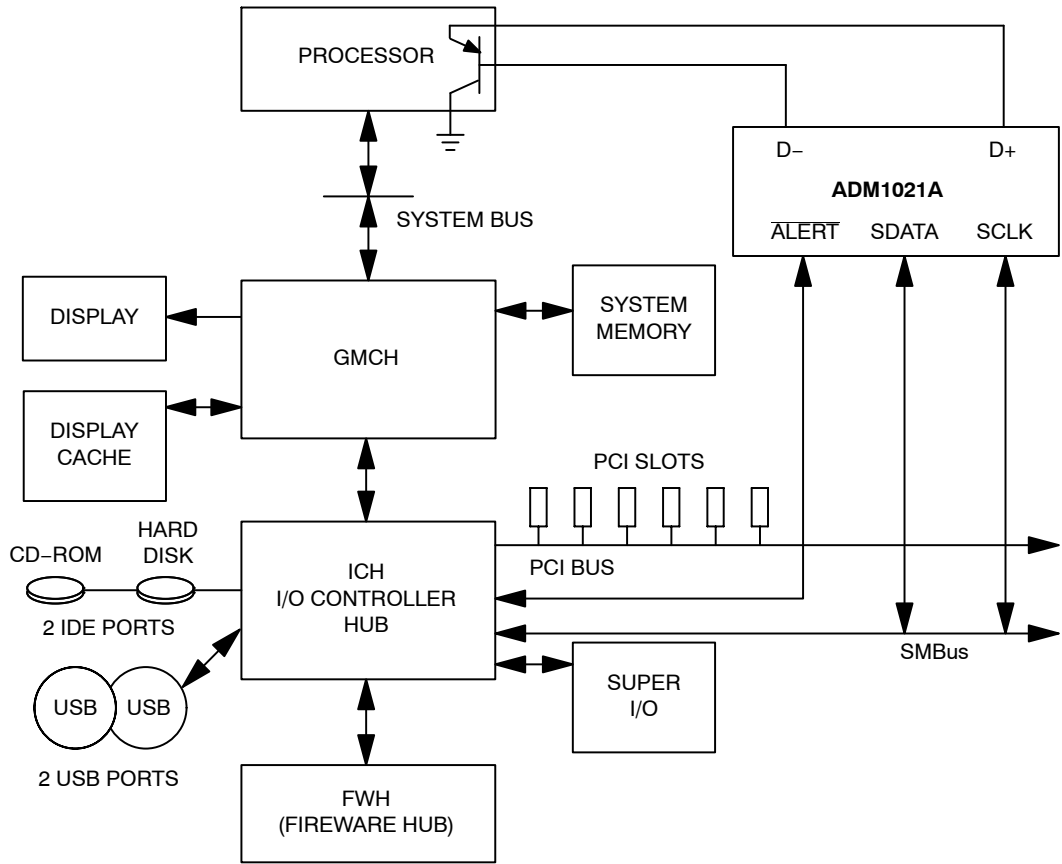 PROCESSOR
D− D+
ADM1021A
ALERT SDATA SCLK
SYSTEM BUS
DISPLAY
GMCH
SYSTEM
MEMORY
DISPLAY
CACHE
PCI SLOTS
CD−ROM
HARD
DISK
2 IDE PORTS
ICH
I/O CONTROLLER
HUB
PCI BUS
SMBus
USB USB
2 USB PORTS
SUPER
I/O
FWH
(FIREWARE HUB)